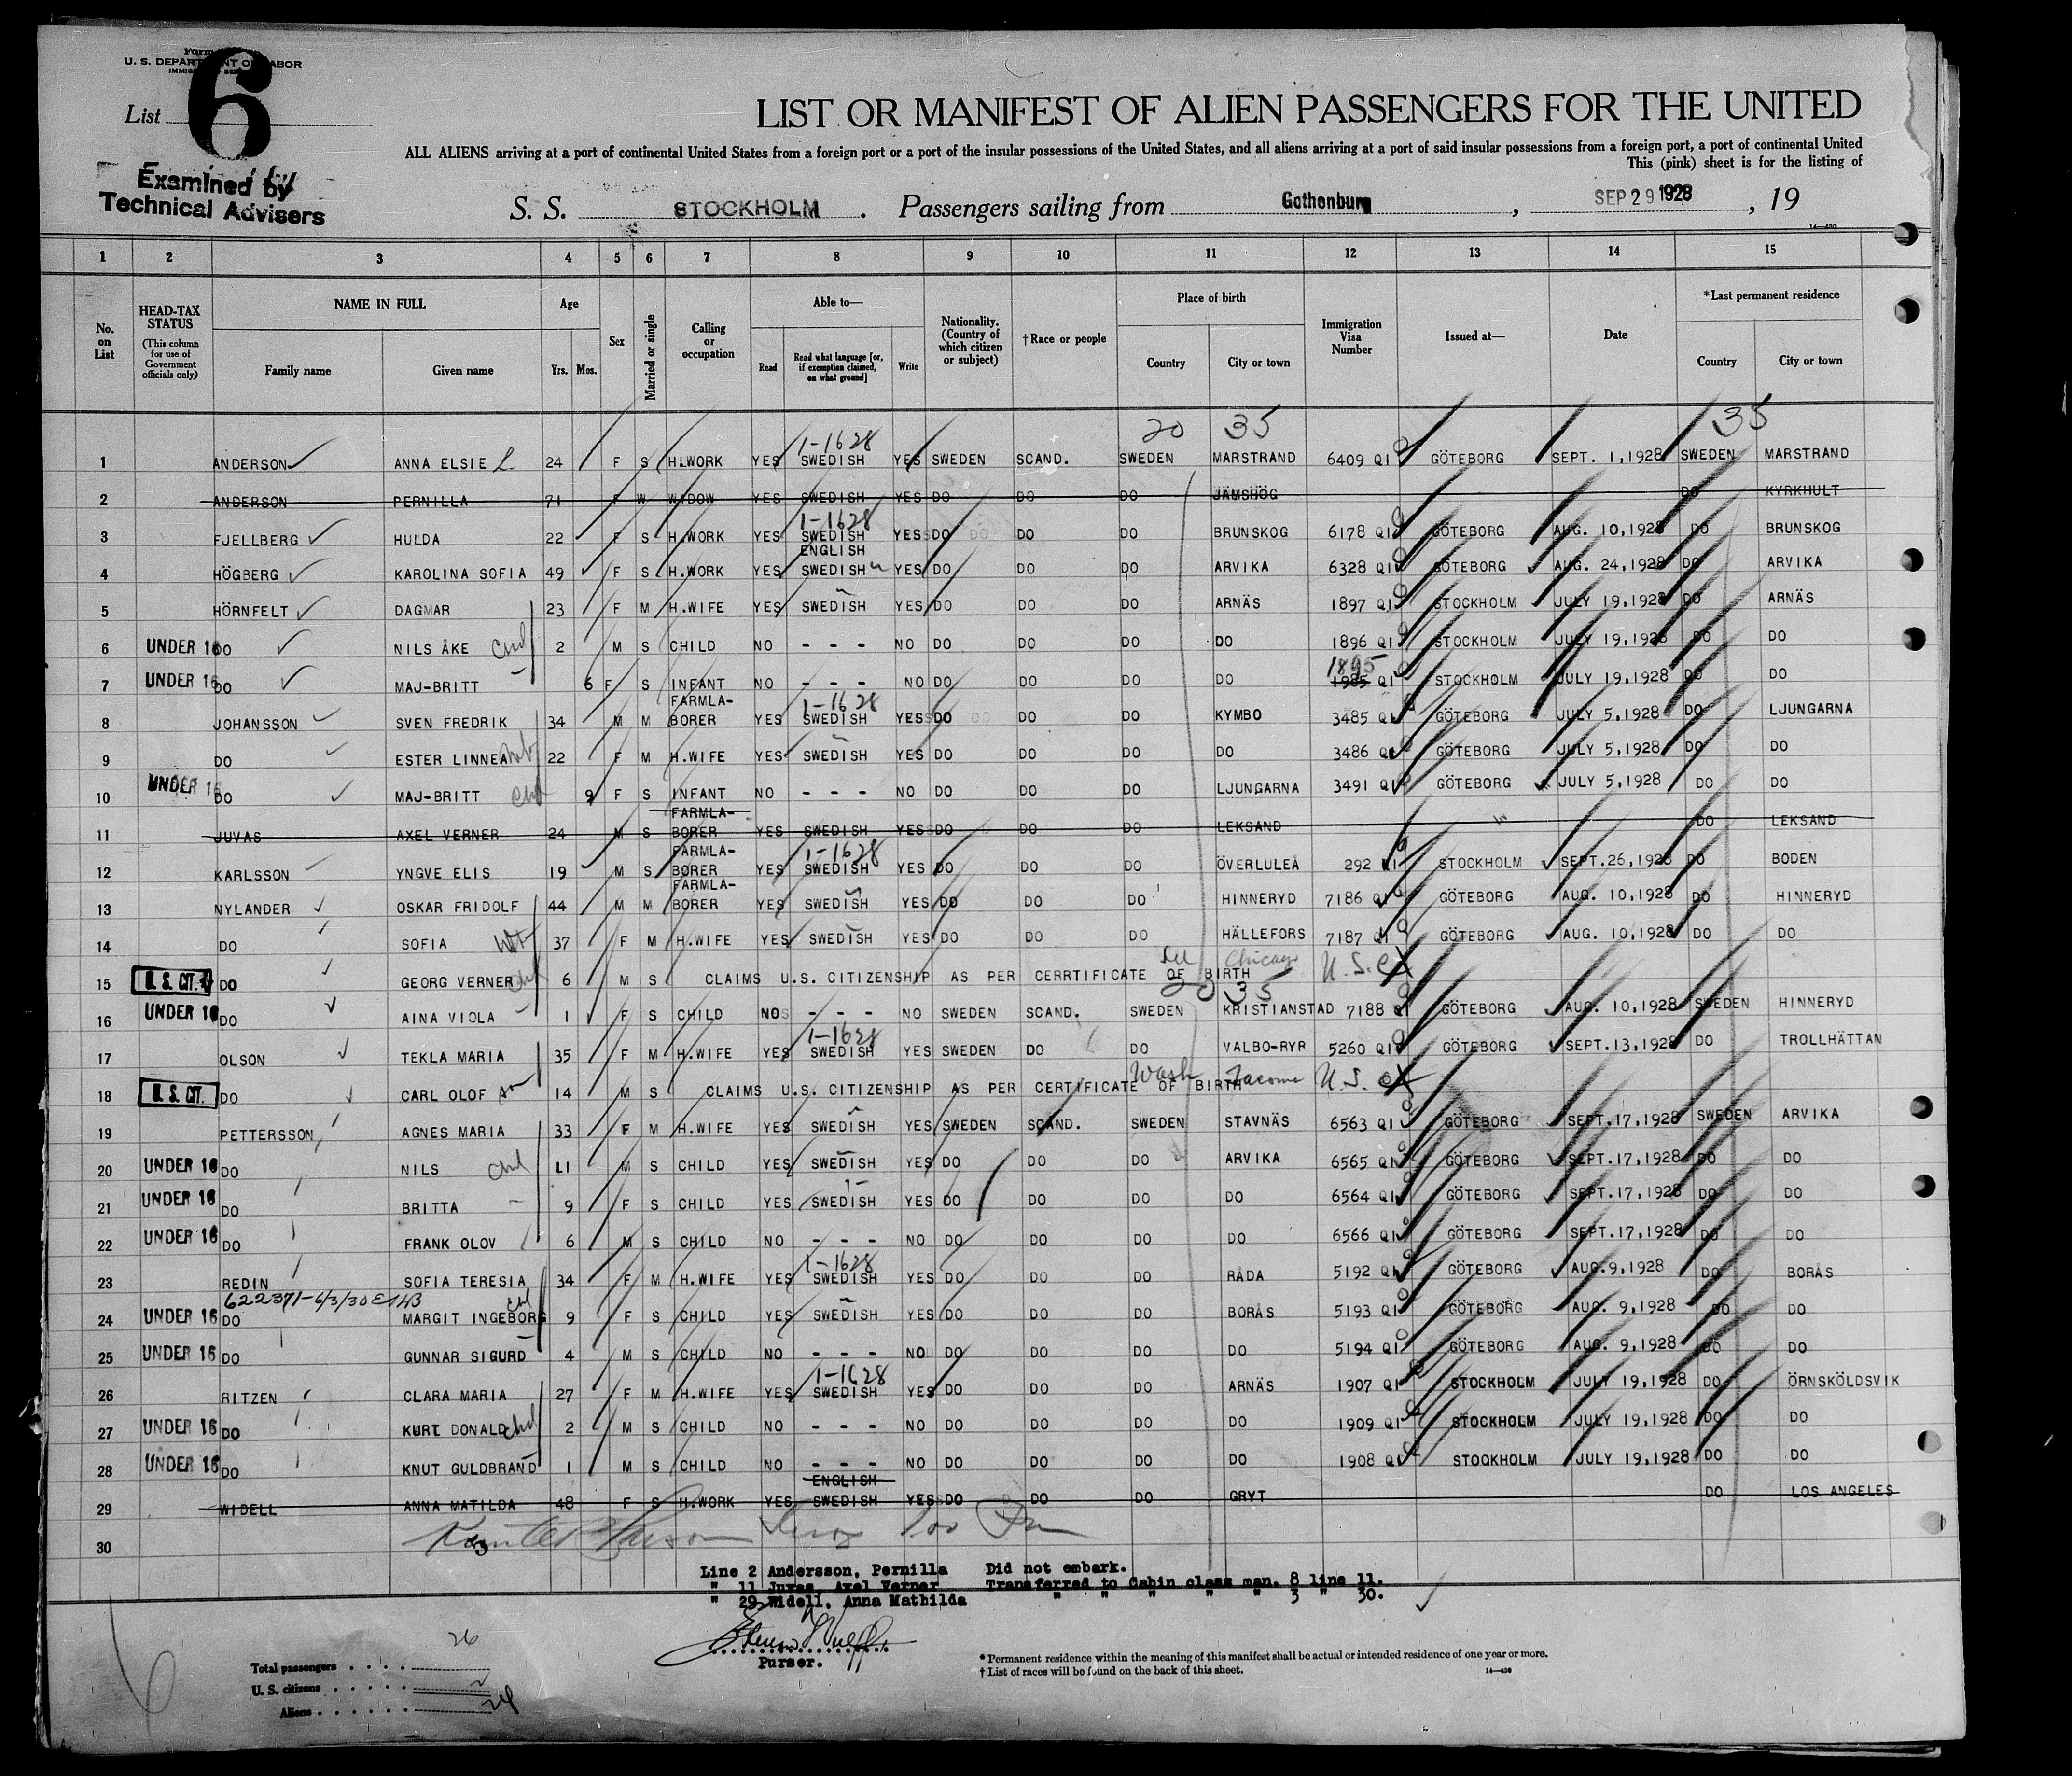 Form
U. S. DEPARTMENT OF LABOR
List 6
Examined by
Technical Advisers
LIST OR MANIFEST OF ALIEN PASSENGERS FOR THE UNITED
ALL ALIENS arriving at a port of continental United States from a foreign port or a port of the insular possessions of the United States, and all aliens arriving at a port of said insular possessions from a foreign port, a port of continental United
This (pink) sheet is for the listing of
S. S. STOCKHOLM. Passengers sailing from Gothenburg, SEP 29 1928, 19
14—430
1 2 3 4 5 6 7 8 9 10 11 12 13 14 15
No. on List
HEAD-TAX STATUS (This column for use of Government officials only)
NAME IN FULL Family name Given name
Age Yrs. Mos.
Sex
Married or single
Calling or occupation
Able to— Read Read what language [or, if exemption claimed, on what ground] Write
Nationality. (Country of which citizen or subject)
†Race or people
Place of birth Country City or town
Immigration Visa Number
Issued at—
Date
*Last permanent residence Country City or town
20 35 35
1-1628
1 ANDERSON ANNA ELSIE 24 F S H.WORK YES SWEDISH YES SWEDEN SCAND. SWEDEN MARSTRAND 6409 QI GÖTEBORG SEPT. 1,1928 SWEDEN MARSTRAND
2 ANDERSON PERNILLA 71 F W WIDOW YES SWEDISH YES DO DO DO JÄMSHÖG DO KYRKHULT
1-1628
3 FJELLBERG HULDA 22 F S H.WORK YES SWEDISH YES DO DO DO BRUNSKOG 6178 QI GÖTEBORG AUG. 10,1928 DO BRUNSKOG
4 HÖGBERG KAROLINA SOFIA 49 F S H.WORK YES ENGLISH SWEDISH YES DO DO DO ARVIKA 6328 QI GÖTEBORG AUG. 24,1928 DO ARVIKA
5 HÖRNFELT DAGMAR 23 F M H.WIFE YES SWEDISH YES DO DO DO ARNÄS 1897 QI STOCKHOLM JULY 19,1928 DO ARNÄS
6 UNDER 16 DO NILS ÅKE chd 2 M S CHILD NO - - - NO DO DO DO DO 1896 QI STOCKHOLM JULY 19,1928 DO DO
1895
7 UNDER 16 DO MAJ-BRITT 6 F S INFANT NO - - - NO DO DO DO DO 1985 QI STOCKHOLM JULY 19,1928 DO DO
1-1628
8 JOHANSSON SVEN FREDRIK 34 M M FARMLA-BORER YES SWEDISH YES DO DO DO KYMBO 3485 QI GÖTEBORG JULY 5,1928 DO LJUNGARNA
9 DO ESTER LINNEA 22 F M H.WIFE YES SWEDISH YES DO DO DO DO 3486 QI GÖTEBORG JULY 5,1928 DO DO
10 UNDER 16 DO MAJ-BRITT chd 9 F S INFANT NO - - - NO DO DO DO LJUNGARNA 3491 QI GÖTEBORG JULY 5,1928 DO DO
11 JUVAS AXEL VERNER 24 M S FARMLA-BORER YES SWEDISH YES DO DO DO LEKSAND DO LEKSAND
1-1628
12 KARLSSON YNGVE ELIS 19 M S FARMLA-BORER YES SWEDISH YES DO DO DO ÖVERLULEÅ 292 QI STOCKHOLM SEPT.26,1928 DO BODEN
13 NYLANDER OSKAR FRIDOLF 44 M M FARMLA-BORER YES SWEDISH YES DO DO DO HINNERYD 7186 QI GÖTEBORG AUG. 10,1928 DO HINNERYD
14 DO SOFIA 37 F M H.WIFE YES SWEDISH YES DO DO DO HÄLLEFORS 7187 QI GÖTEBORG AUG. 10,1928 DO DO
Ill Chicago U.S.C.
15 U.S. CIT. DO GEORG VERNER chd 6 M S CLAIMS U.S. CITIZENSHIP AS PER CERRTIFICATE OF BIRTH
20 35
16 UNDER 16 DO AINA VIOLA 1 F S CHILD NO - - - NO SWEDEN SCAND. SWEDEN KRISTIANSTAD 7188 QI GÖTEBORG AUG. 10,1928 SWEDEN HINNERYD
1-1628
17 OLSON TEKLA MARIA 35 F M H.WIFE YES SWEDISH YES SWEDEN DO DO VALBO-RYR 5260 QI GÖTEBORG SEPT.13,1928 DO TROLLHÄTTAN
Wash Tacoma U.S.
18 U.S. CIT. DO CARL OLOF son 14 M S CLAIMS U.S. CITIZENSHIP AS PER CERTIFICATE OF BIRTH
19 PETTERSSON AGNES MARIA 33 F M H.WIFE YES SWEDISH YES SWEDEN SCAND. SWEDEN STAVNÄS 6563 QI GÖTEBORG SEPT.17,1928 SWEDEN ARVIKA
20 UNDER 16 DO NILS chd 11 M S CHILD YES SWEDISH YES DO DO DO ARVIKA 6565 QI GÖTEBORG SEPT.17,1928 DO DO
21 UNDER 16 DO BRITTA 9 F S CHILD YES SWEDISH YES DO DO DO DO 6564 QI GÖTEBORG SEPT.17,1928 DO DO
22 UNDER 16 DO FRANK OLOV 6 M S CHILD NO - - - NO DO DO DO DO 6566 QI GÖTEBORG SEPT.17,1928 DO DO
1-1628
23 REDIN SOFIA TERESIA 34 F M H.WIFE YES SWEDISH YES DO DO DO RÅDA 5192 QI GÖTEBORG AUG.9,1928 DO BORÅS
622371-6/3/30
24 UNDER 16 DO MARGIT INGEBORG chd 9 F S CHILD YES SWEDISH YES DO DO DO BORÅS 5193 QI GÖTEBORG AUG. 9,1928 DO DO
25 UNDER 16 DO GUNNAR SIGURD 4 M S CHILD NO - - - NO DO DO DO DO 5194 QI GÖTEBORG AUG. 9,1928 DO DO
1-1628
26 RITZEN CLARA MARIA 27 F M H.WIFE YES SWEDISH YES DO DO DO ARNÄS 1907 QI STOCKHOLM JULY 19,1928 DO ÖRNSKÖLDSVIK
27 UNDER 16 DO KURT DONALD chd 2 M S CHILD NO - - - NO DO DO DO DO 1909 QI STOCKHOLM JULY 19,1928 DO DO
28 UNDER 16 DO KNUT GULDBRAND 1 M S CHILD NO - - - NO DO DO DO DO 1908 QI STOCKHOLM JULY 19,1928 DO DO
29 WIDELL ANNA MATILDA 48 F S H.WORK YES ENGLISH SWEDISH YES DO DO DO GRYT DO LOS ANGELES
30
Line 2 Andersson, Pernilla Did not embark.
" 11 Juvas, Axel Verner Transferred to Cabin class man. 8 line 11.
" 29 Widell, Anna Mathilda " " " " 3 " 30.
Purser.
Total passengers . . . . 26
U. S. citizens . . . . . 2
Aliens . . . . . . 24
* Permanent residence within the meaning of this manifest shall be actual or intended residence of one year or more.
† List of races will be found on the back of this sheet.
14—430